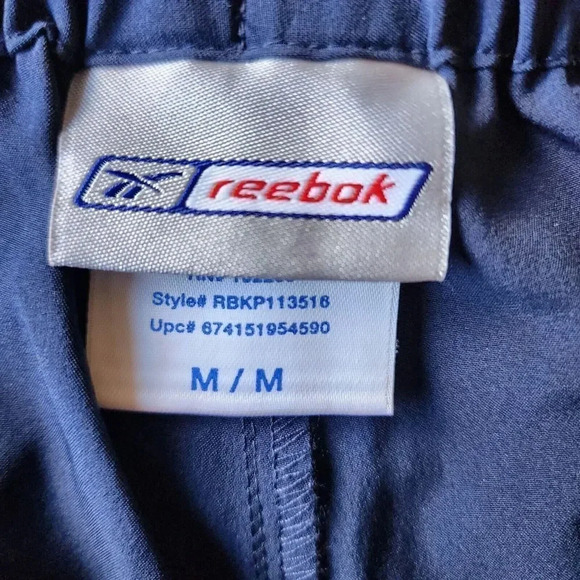 reebok
Style# RBKP113516
Upc# 674151954590
M / M